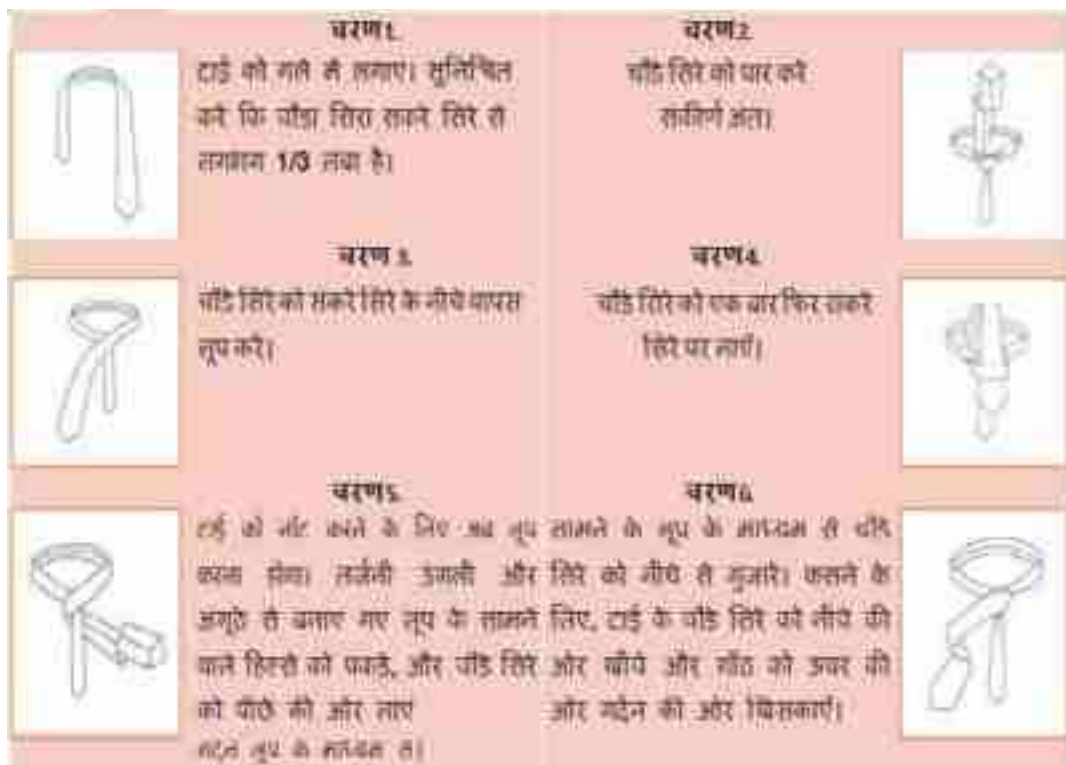 चरण1.
टाई को गले में लगाए। सुनिश्चित
करे कि चौड़ा सिरा सकरे सिरे से
लगभग 1/3 लंबा है।
चरण2.
चौड़े सिरे को पार करे
सकीर्ण अंत।
चरण 3.
चौड़े सिरे को सकरे सिरे के नीचे वापस
लूप करे।
चरण4.
चौड़े सिरे को एक बार फिर सकरे
सिरे पर लाएँ।
चरण5.
टाई को नॉट करने के लिए अब लूप
करना होगा। तर्जनी उंगली और
अंगूठे से बनाए गए लूप के सामने
वाले हिस्से को पकड़े, और चौड़े सिरे
को पीछे की ओर लाए
गर्दन लूप के माध्यम से।
चरण6.
सामने के लूप के माध्यम से चौड़े
सिरे को नीचे से गुजारे। कसने के
लिए, टाई के चौड़े सिरे को नीचे की
ओर खींचे और गाँठ को ऊपर की
ओर गर्दन की ओर खिसकाएँ।